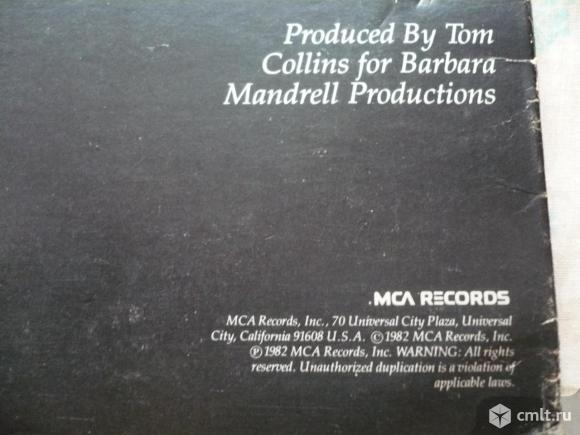 Produced By Tom
Collins for Barbara
Mandrell Productions
MCA RECORDS
MCA Records, Inc., 70 Universal City Plaza, Universal
City, California 91608 U.S.A. ©1982 MCA Records, Inc.
℗1982 MCA Records, Inc. WARNING: All rights
reserved. Unauthorized duplication is a violation of
applicable laws.
cmlt.ru